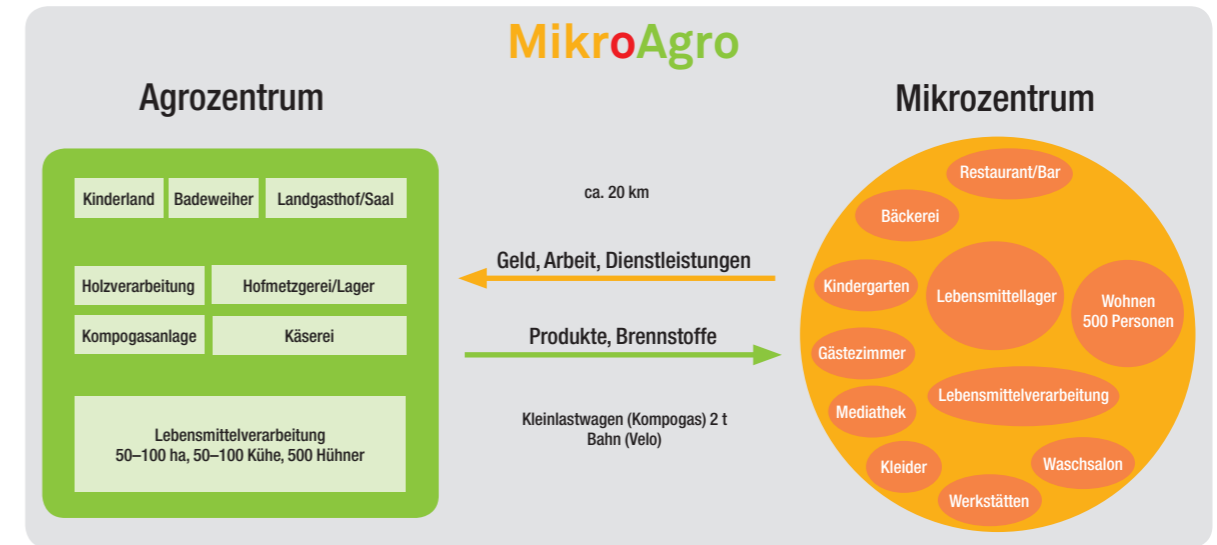 MikroAgro
Agrozentrum
Mikrozentrum
Kinderland
Badeweiher
Landgasthof/Saal
Holzverarbeitung
Hofmetzgerei/Lager
Kompogasanlage
Käserei
Lebensmittelverarbeitung
50–100 ha, 50–100 Kühe, 500 Hühner
ca. 20 km
Geld, Arbeit, Dienstleistungen
Produkte, Brennstoffe
Kleinlastwagen (Kompogas) 2 t
Bahn (Velo)
Restaurant/Bar
Bäckerei
Kindergarten
Lebensmittellager
Wohnen
500 Personen
Gästezimmer
Lebensmittelverarbeitung
Mediathek
Kleider
Waschsalon
Werkstätten